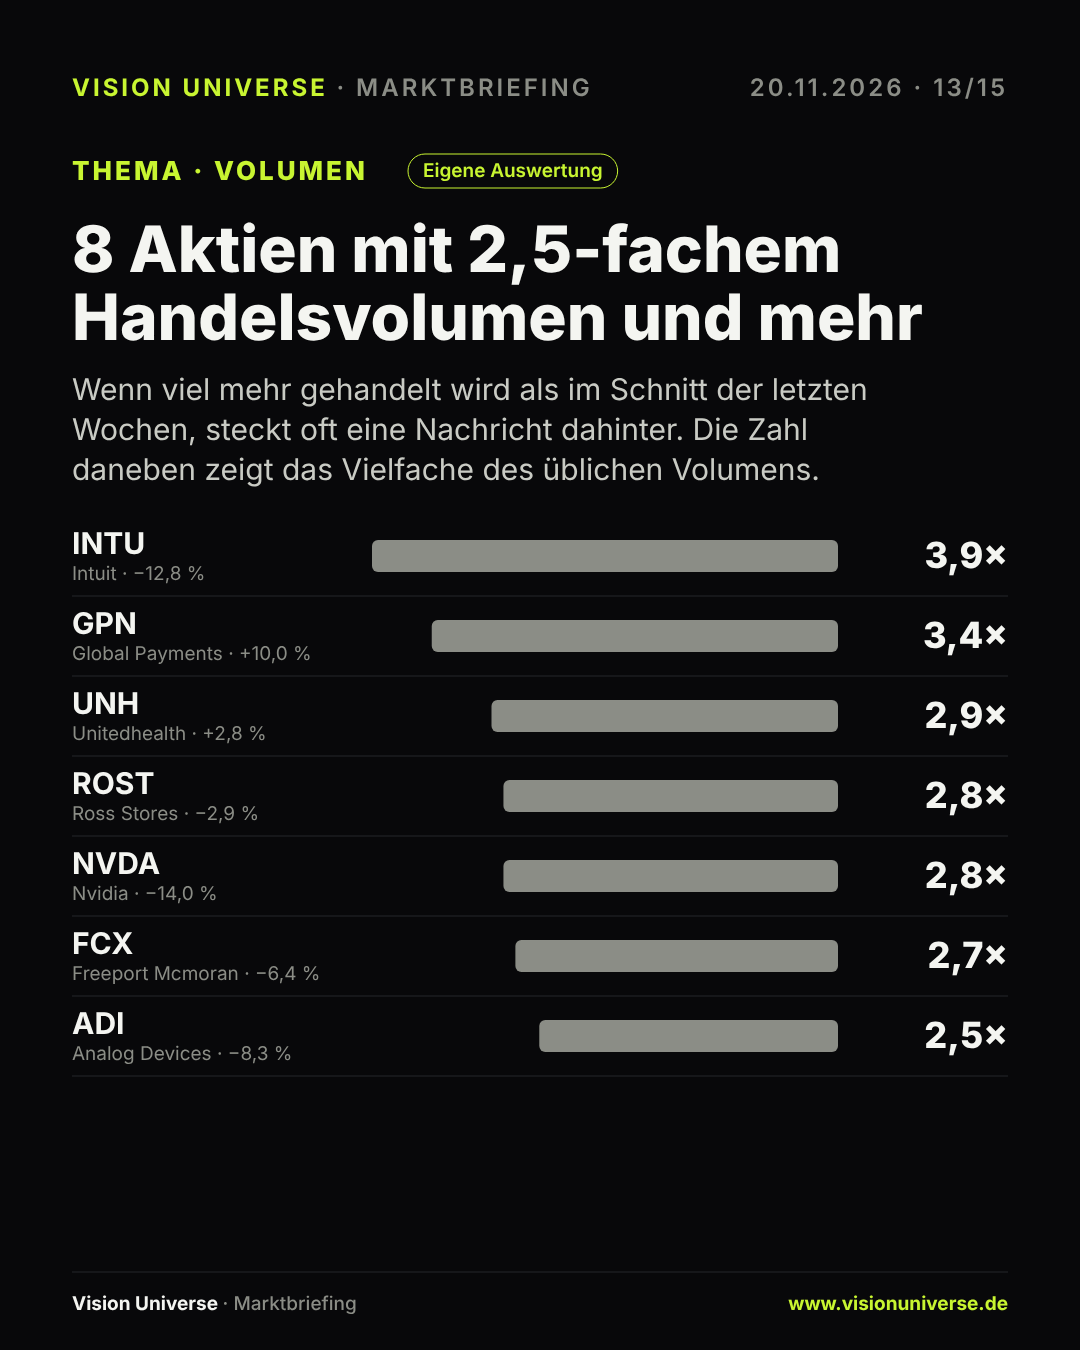 VISION UNIVERSE · MARKTBRIEFING 20.11.2026 · 13/15
THEMA · VOLUMEN Eigene Auswertung
8 Aktien mit 2,5-fachem
Handelsvolumen und mehr
Wenn viel mehr gehandelt wird als im Schnitt der letzten
Wochen, steckt oft eine Nachricht dahinter. Die Zahl
daneben zeigt das Vielfache des üblichen Volumens.
INTU 3,9×
Intuit · −12,8 %
GPN 3,4×
Global Payments · +10,0 %
UNH 2,9×
Unitedhealth · +2,8 %
ROST 2,8×
Ross Stores · −2,9 %
NVDA 2,8×
Nvidia · −14,0 %
FCX 2,7×
Freeport Mcmoran · −6,4 %
ADI 2,5×
Analog Devices · −8,3 %
Vision Universe · Marktbriefing www.visionuniverse.de